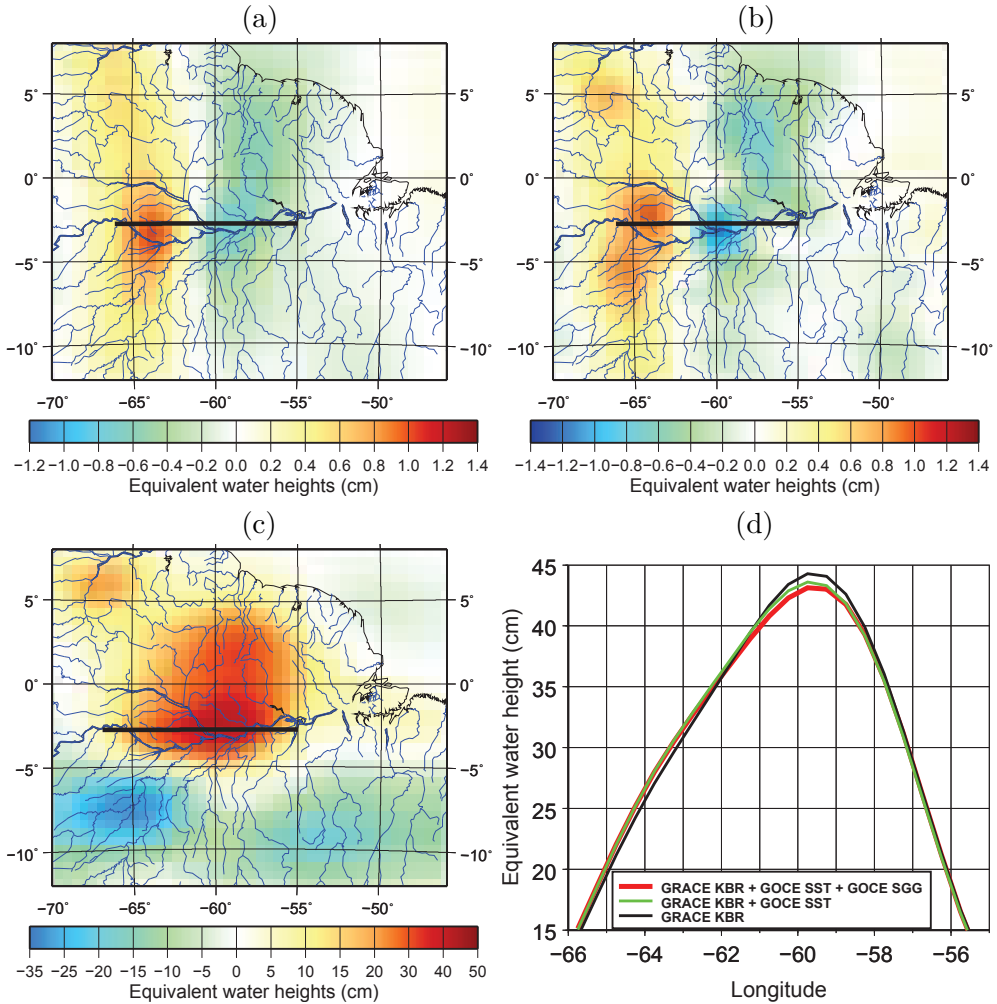 (a)
5°
0°
−5°
−10°
−70 −65 −60 −55 −50
−1.2 −1.0 −0.8 −0.6 −0.4 −0.2 0.0 0.2 0.4 0.6 0.8 1.0 1.2 1.4
Equivalent water heights (cm)
(b)
5°
0°
−5°
−10°
5°
0°
−5°
−10°
−70 −65 −60 −55 −50
−1.4 −1.2 −1.0 −0.8 −0.6 −0.4 −0.2 0.0 0.2 0.4 0.6 0.8 1.0 1.2 1.4
Equivalent water heights (cm)
(c)
5°
0°
−5°
−10°
5°
0°
−5°
−10°
−70 −65 −60 −55 −50
−35 −25 −20 −15 −10 −5 0 5 10 20 30 40 50
Equivalent water heights (cm)
(d)
Equivalent water height (cm)
45
40
35
30
25
20
15
GRACE KBR + GOCE SST + GOCE SGG
GRACE KBR + GOCE SST
GRACE KBR
−66 −64 −62 −60 −58 −56
Longitude